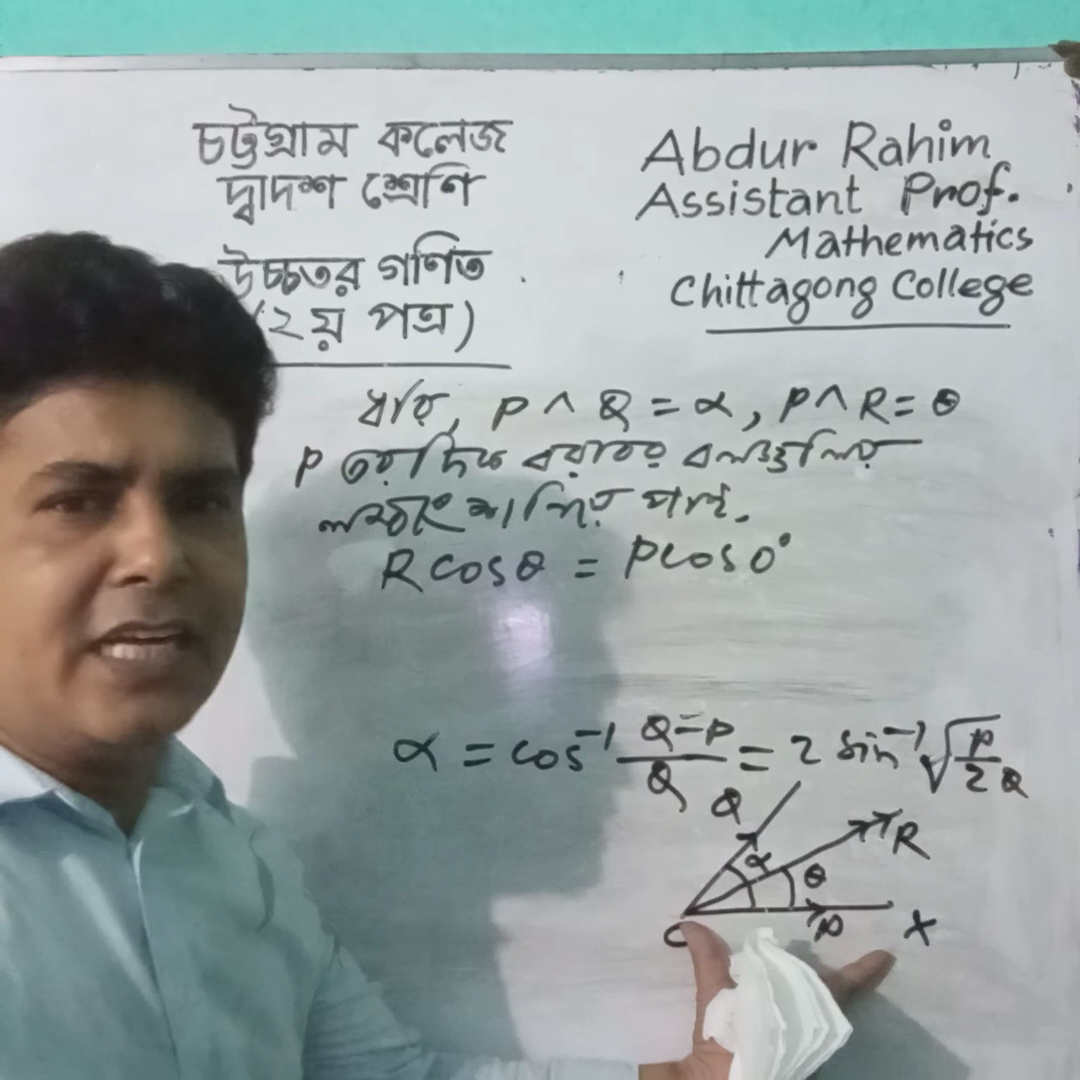 চট্টগ্রাম কলেজ
দ্বাদশ শ্রেণি
উচ্চতর গণিত
(২য় পত্র)
Abdur Rahim
Assistant Prof.
Mathematics
Chittagong College
ধরি, P ∧ Q = α, P ∧ R = θ
P এর দিক বরাবর বলগুলির
লম্বাংশ নিয়ে পাই.
R cos θ = P cos 0°
α = cos⁻¹ (Q-P)/Q = 2 sin⁻¹ √(P/2Q)
Q
α
R
θ
O
P
X